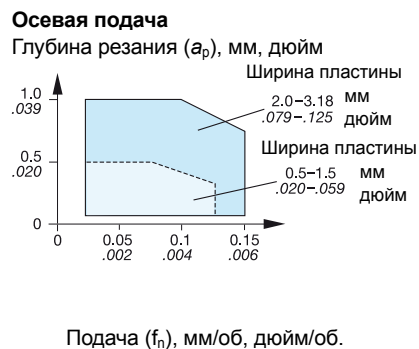 Осевая подача
Глубина резания (aₚ), мм, дюйм
Ширина пластины
2.0–3.18 мм
.079–.125 дюйм
Ширина пластины
0.5–1.5 мм
.020–.059 дюйм
1.0
.039
0.5
.020
0
0 0.05 0.1 0.15
.002 .004 .006
Подача (fₙ), мм/об, дюйм/об.